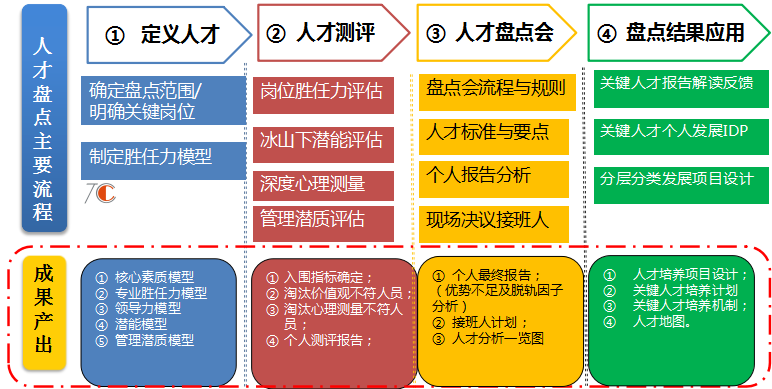 人才盘点主要流程
① 定义人才
② 人才测评
③ 人才盘点会
④ 盘点结果应用
确定盘点范围/
明确关键岗位
制定胜任力模型
7C
岗位胜任力评估
冰山下潜能评估
深度心理测量
管理潜质评估
盘点会流程与规则
人才标准与要点
个人报告分析
现场决议接班人
关键人才报告解读反馈
关键人才个人发展IDP
分层分类发展项目设计
成果产出
① 核心素质模型
② 专业胜任力模型
③ 领导力模型
④ 潜能模型
⑤ 管理潜质模型
① 入围指标确定；
② 淘汰价值观不符人员；
③ 淘汰心理测量不符人
员；
④ 个人测评报告；
① 个人最终报告；
（优势不足及脱轨因子
分析）
② 接班人计划；
③ 人才分析一览图
① 人才培养项目设计；
② 关键人才培养计划
③ 关键人才培养机制；
④ 人才地图。